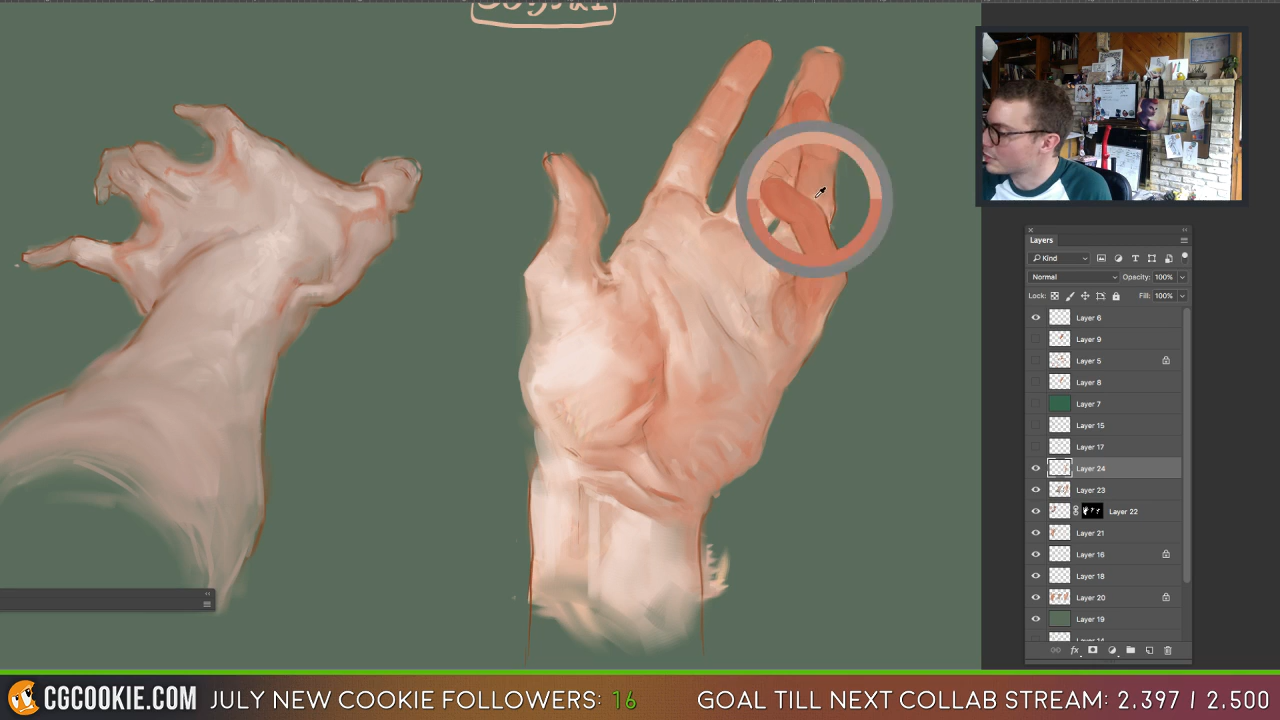 Layers
Kind
Normal
Opacity: 100%
Lock:
Fill: 100%
Layer 6
Layer 9
Layer 5
Layer 8
Layer 7
Layer 15
Layer 17
Layer 24
Layer 23
Layer 22
Layer 21
Layer 16
Layer 18
Layer 20
Layer 19
CGCOOKIE.COM JULY NEW COOKIE FOLLOWERS: 16 GOAL TILL NEXT COLLAB STREAM: 2.397 / 2.500